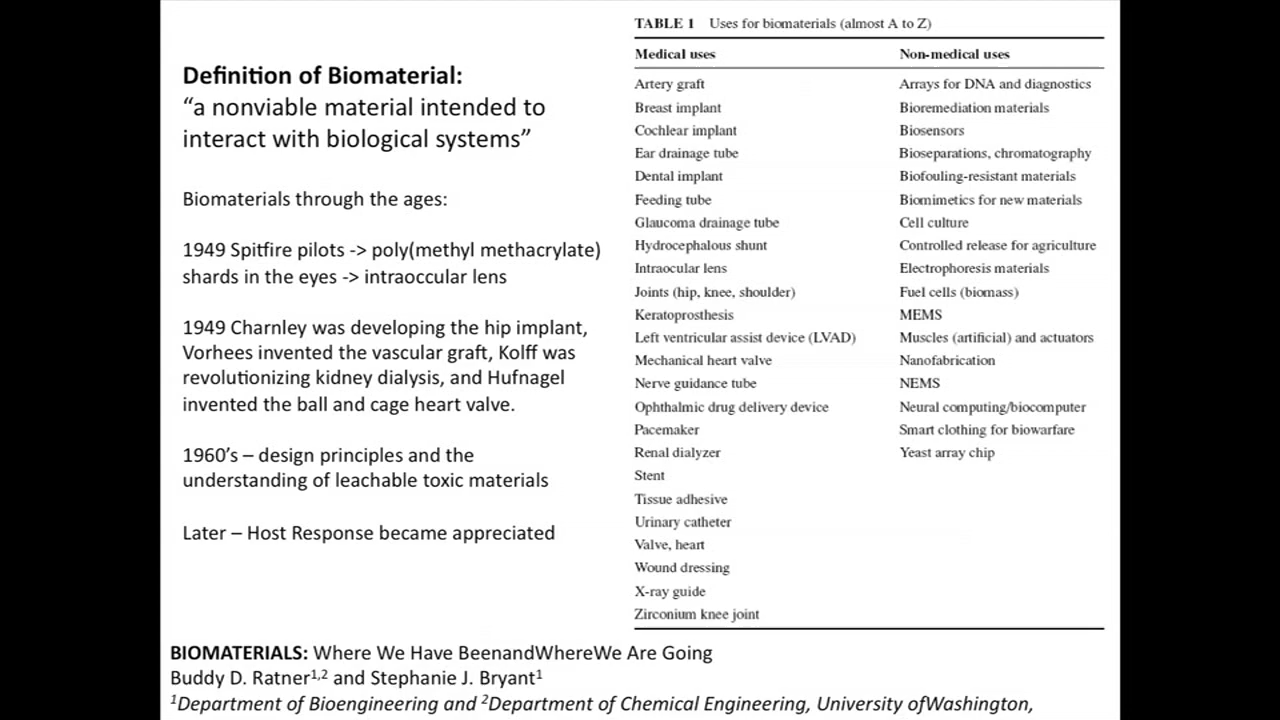 Definition of Biomaterial:
“a nonviable material intended to
interact with biological systems”
Biomaterials through the ages:
1949 Spitfire pilots -> poly(methyl methacrylate)
shards in the eyes -> intraoccular lens
1949 Charnley was developing the hip implant,
Vorhees invented the vascular graft, Kolff was
revolutionizing kidney dialysis, and Hufnagel
invented the ball and cage heart valve.
1960’s – design principles and the
understanding of leachable toxic materials
Later – Host Response became appreciated
TABLE 1 Uses for biomaterials (almost A to Z)
Medical uses Non-medical uses
Artery graft Arrays for DNA and diagnostics
Breast implant Bioremediation materials
Cochlear implant Biosensors
Ear drainage tube Bioseparations, chromatography
Dental implant Biofouling-resistant materials
Feeding tube Biomimetics for new materials
Glaucoma drainage tube Cell culture
Hydrocephalous shunt Controlled release for agriculture
Intraocular lens Electrophoresis materials
Joints (hip, knee, shoulder) Fuel cells (biomass)
Keratoprosthesis MEMS
Left ventricular assist device (LVAD) Muscles (artificial) and actuators
Mechanical heart valve Nanofabrication
Nerve guidance tube NEMS
Ophthalmic drug delivery device Neural computing/biocomputer
Pacemaker Smart clothing for biowarfare
Renal dialyzer Yeast array chip
Stent
Tissue adhesive
Urinary catheter
Valve, heart
Wound dressing
X-ray guide
Zirconium knee joint
BIOMATERIALS: Where We Have BeenandWhereWe Are Going
Buddy D. Ratner1,2 and Stephanie J. Bryant1
1Department of Bioengineering and 2Department of Chemical Engineering, University ofWashington,